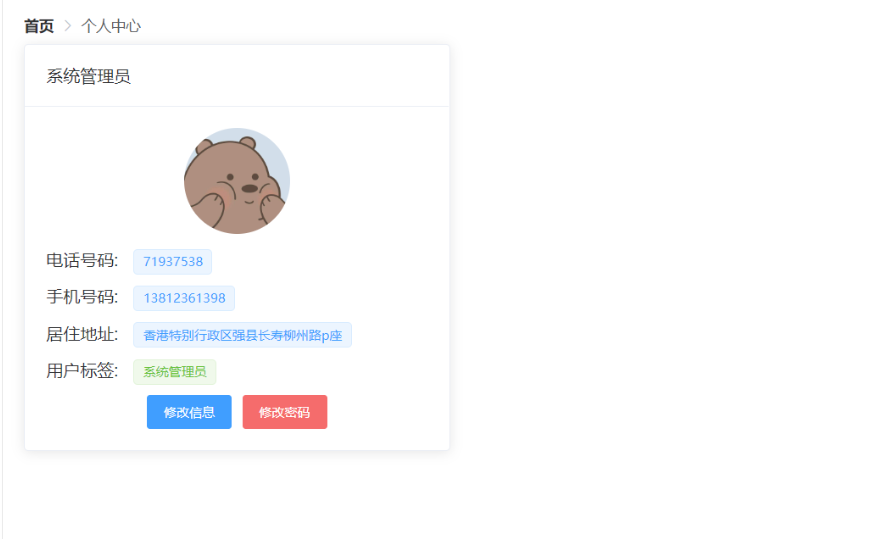 首页 > 个人中心
系统管理员
电话号码: 71937538
手机号码: 13812361398
居住地址: 香港特别行政区强县长寿柳州路p座
用户标签: 系统管理员
修改信息 修改密码